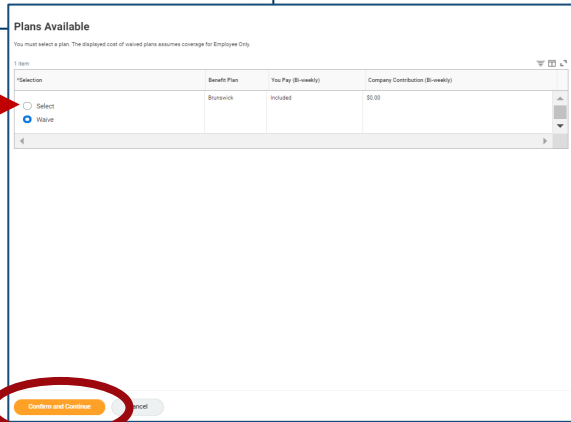 Plans Available
You must select a plan. The displayed cost of waived plans assumes coverage for Employee Only.
1 item
*Selection Benefit Plan You Pay (Bi-weekly) Company Contribution (Bi-weekly)
Select Brunswick Included $0.00
Waive
Confirm and Continue Cancel